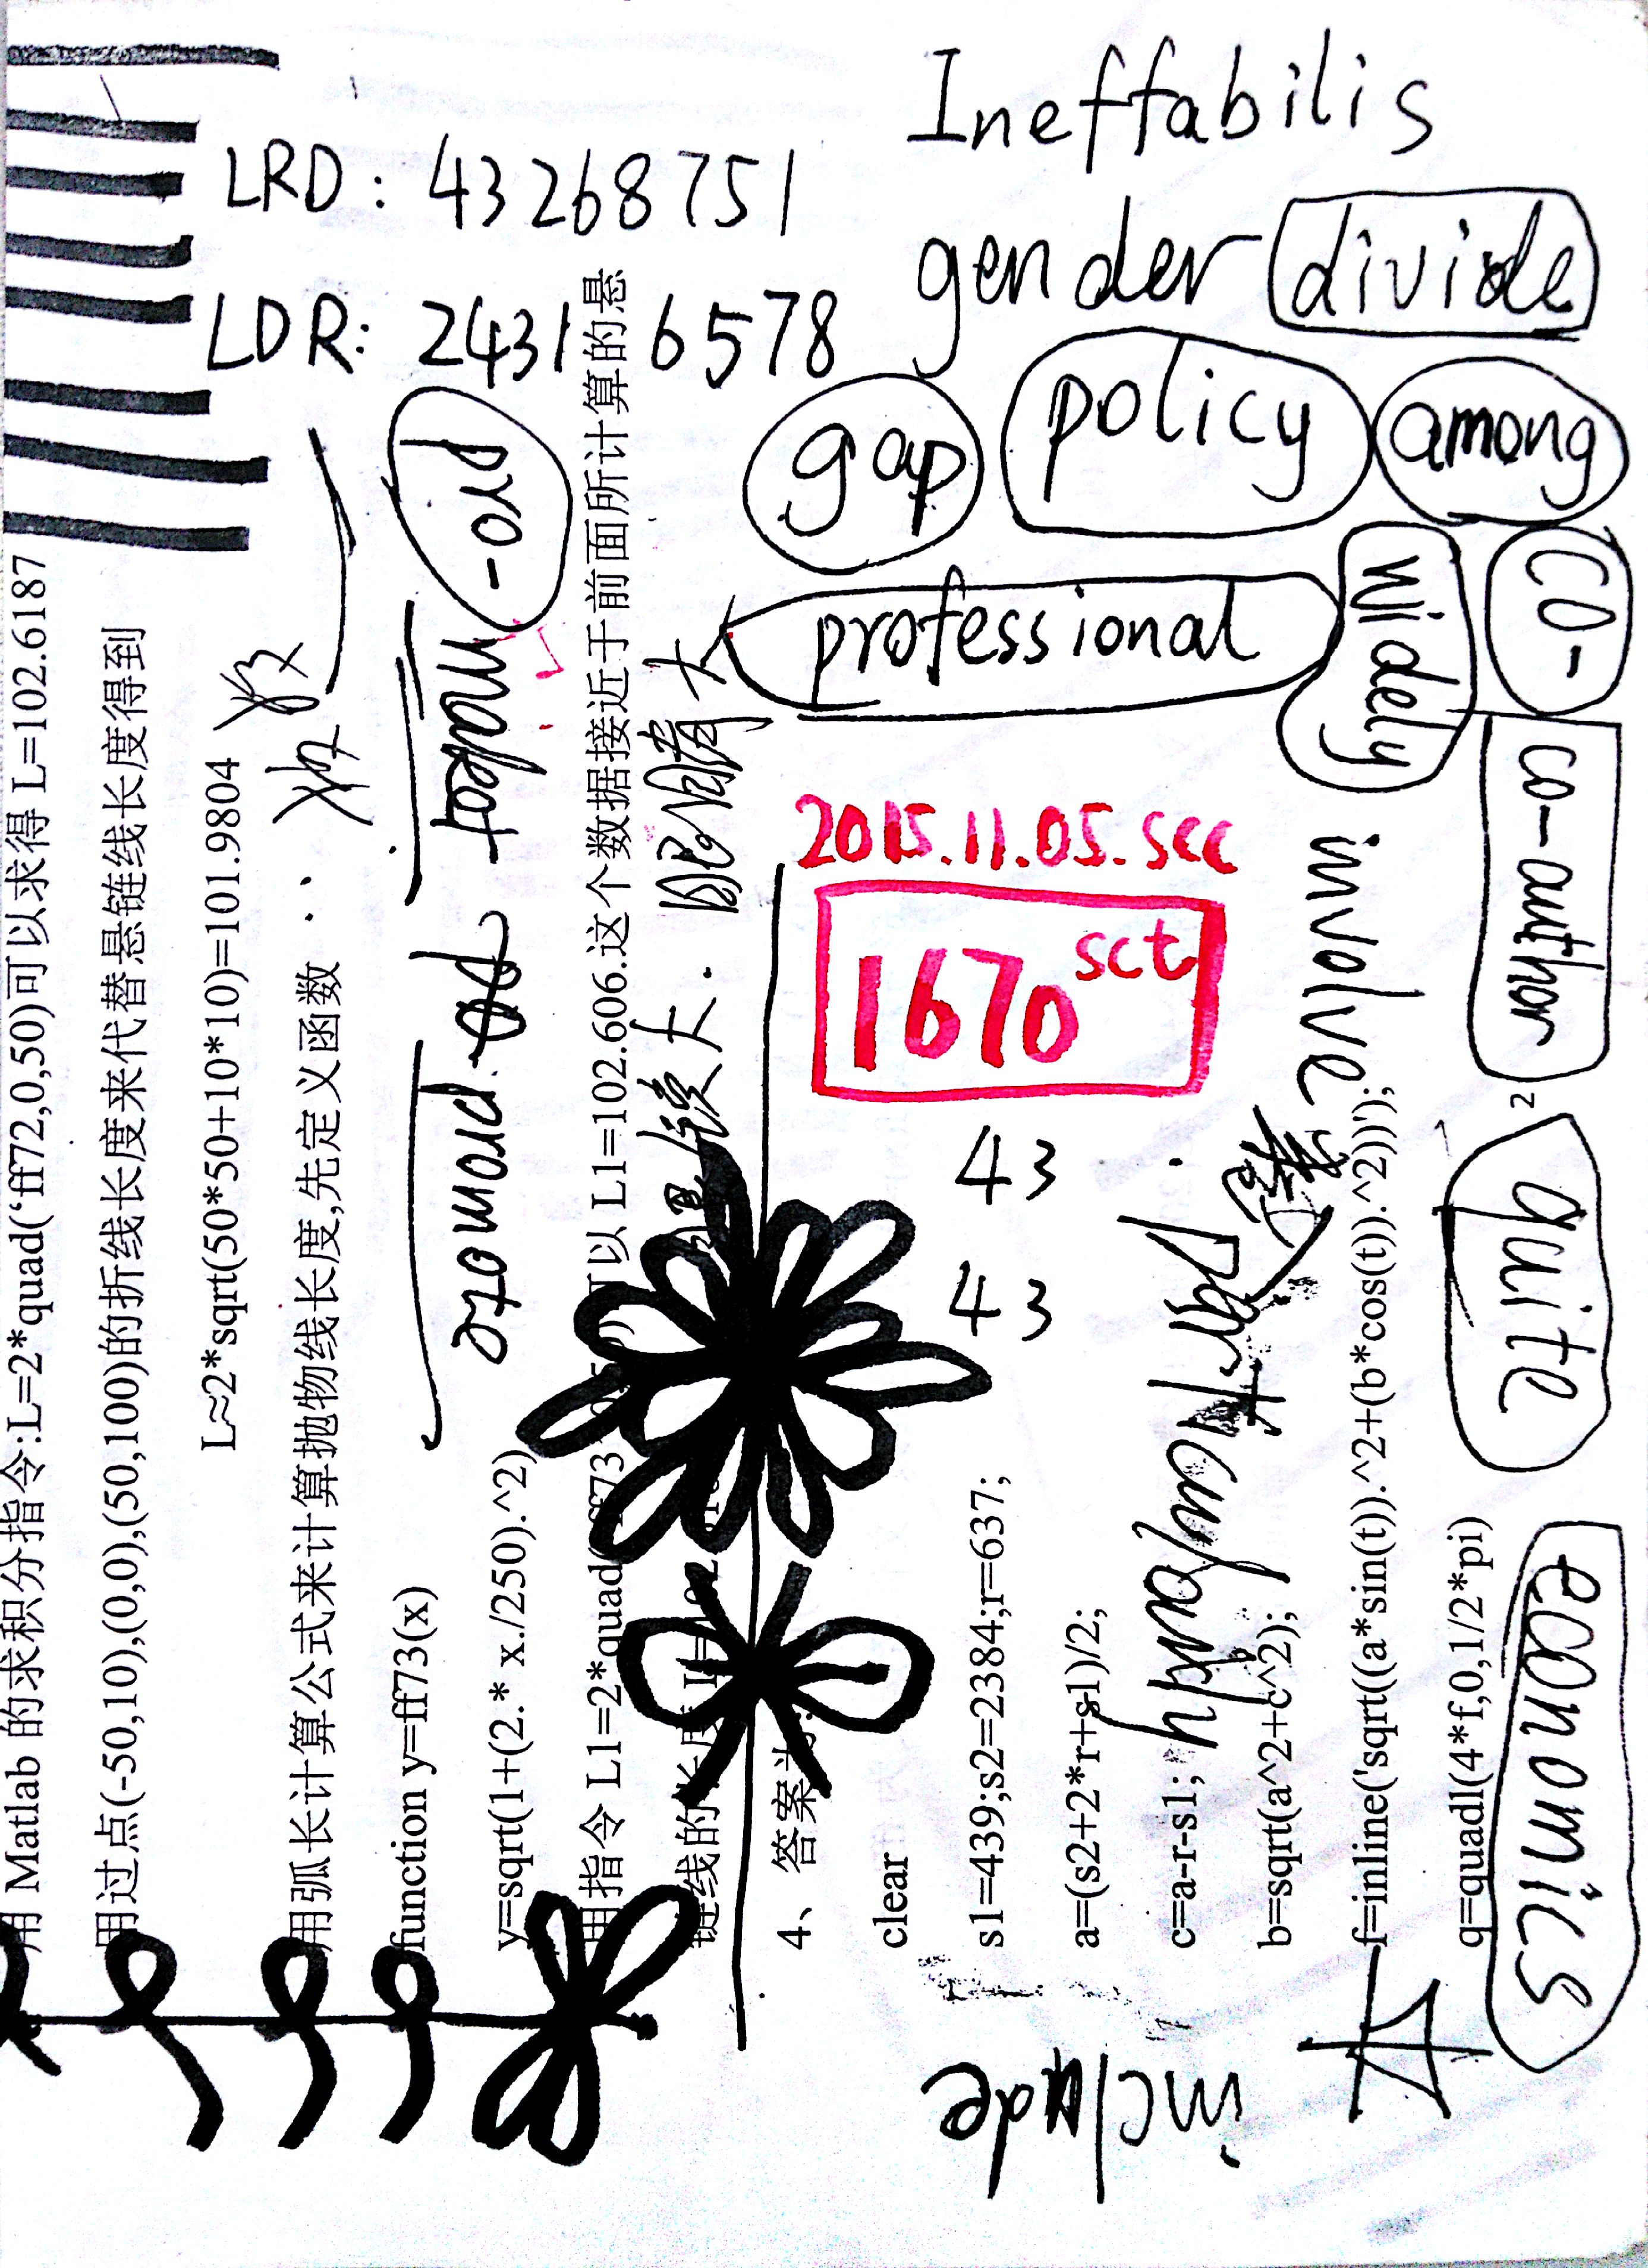 Ineffabilis
LRD: 43268751
gender divide
LDR: 2431 6578
gap policy among
pro-
professional
widely
co-
co-author
involve
2015.11.05.scc
1670 sct
promote
眼睛大
43
43
particularly
quite
economics
include
用 Matlab 的求积分指令:L=2*quad('ff72,0,50)可以求得 L=102.6187
用过点(-50,10),(0,0),(50,100)的折线长度来代替悬链线长度得到
L≈2*sqrt(50*50+10*10)=101.9804
用弧长计算公式来计算抛物线长度,先定义函数
function y=ff73(x)
y=sqrt(1+(2.* x./250).^2)
用指令 L1=2*quad( ff73 可以 L1=102.606.这个数据接近于前面所计算的悬
链线的长度
4、答案为:
clear
s1=439;s2=2384;r=637;
a=(s2+2*r+s1)/2;
c=a-r-s1;
b=sqrt(a^2+c^2);
f=inline('sqrt((a*sin(t)).^2+(b*cos(t)).^2))');
q=quadl(4*f,0,1/2*pi)